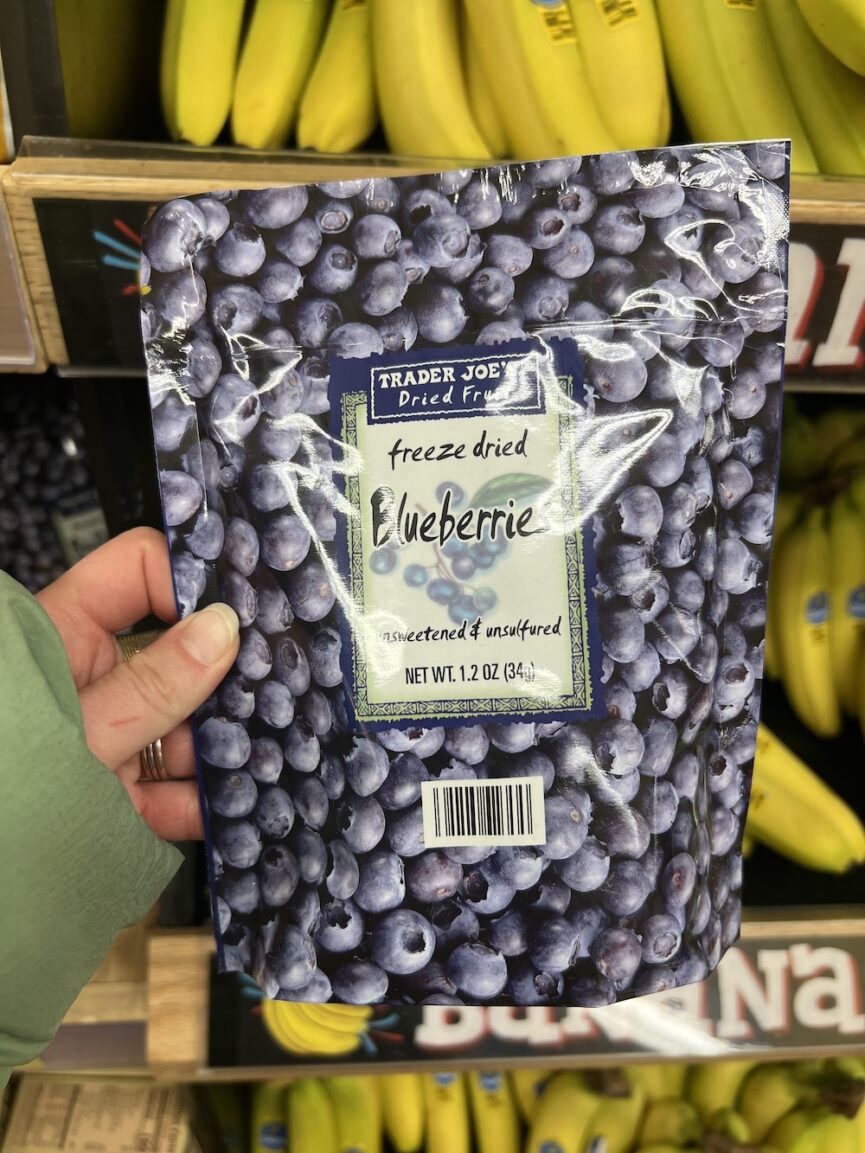 TRADER JOE'S
Dried Fruit
freeze dried
Blueberries
unsweetened & unsulfured
NET WT. 1.2 OZ (34g)
BaNaNa